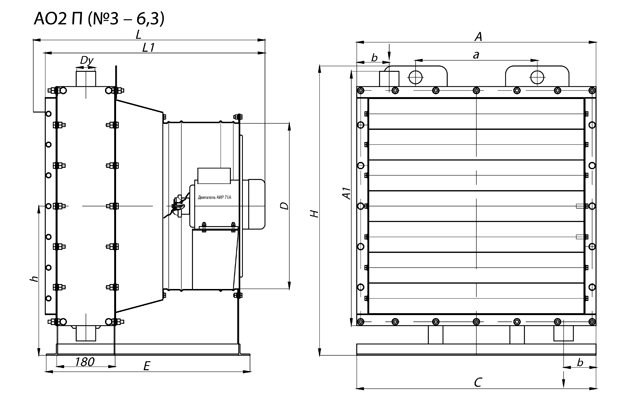 АО2 П (№3 – 6,3)
L
L1
Dy
h
180
E
D
Двигатель АИР 71А
A
b
a
H
A1
b
C